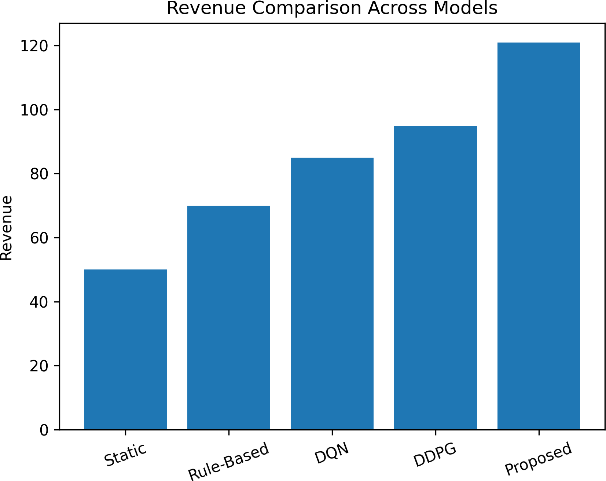 Revenue Comparison Across Models
Revenue
120
100
80
60
40
20
0
Static
Rule-Based
DQN
DDPG
Proposed